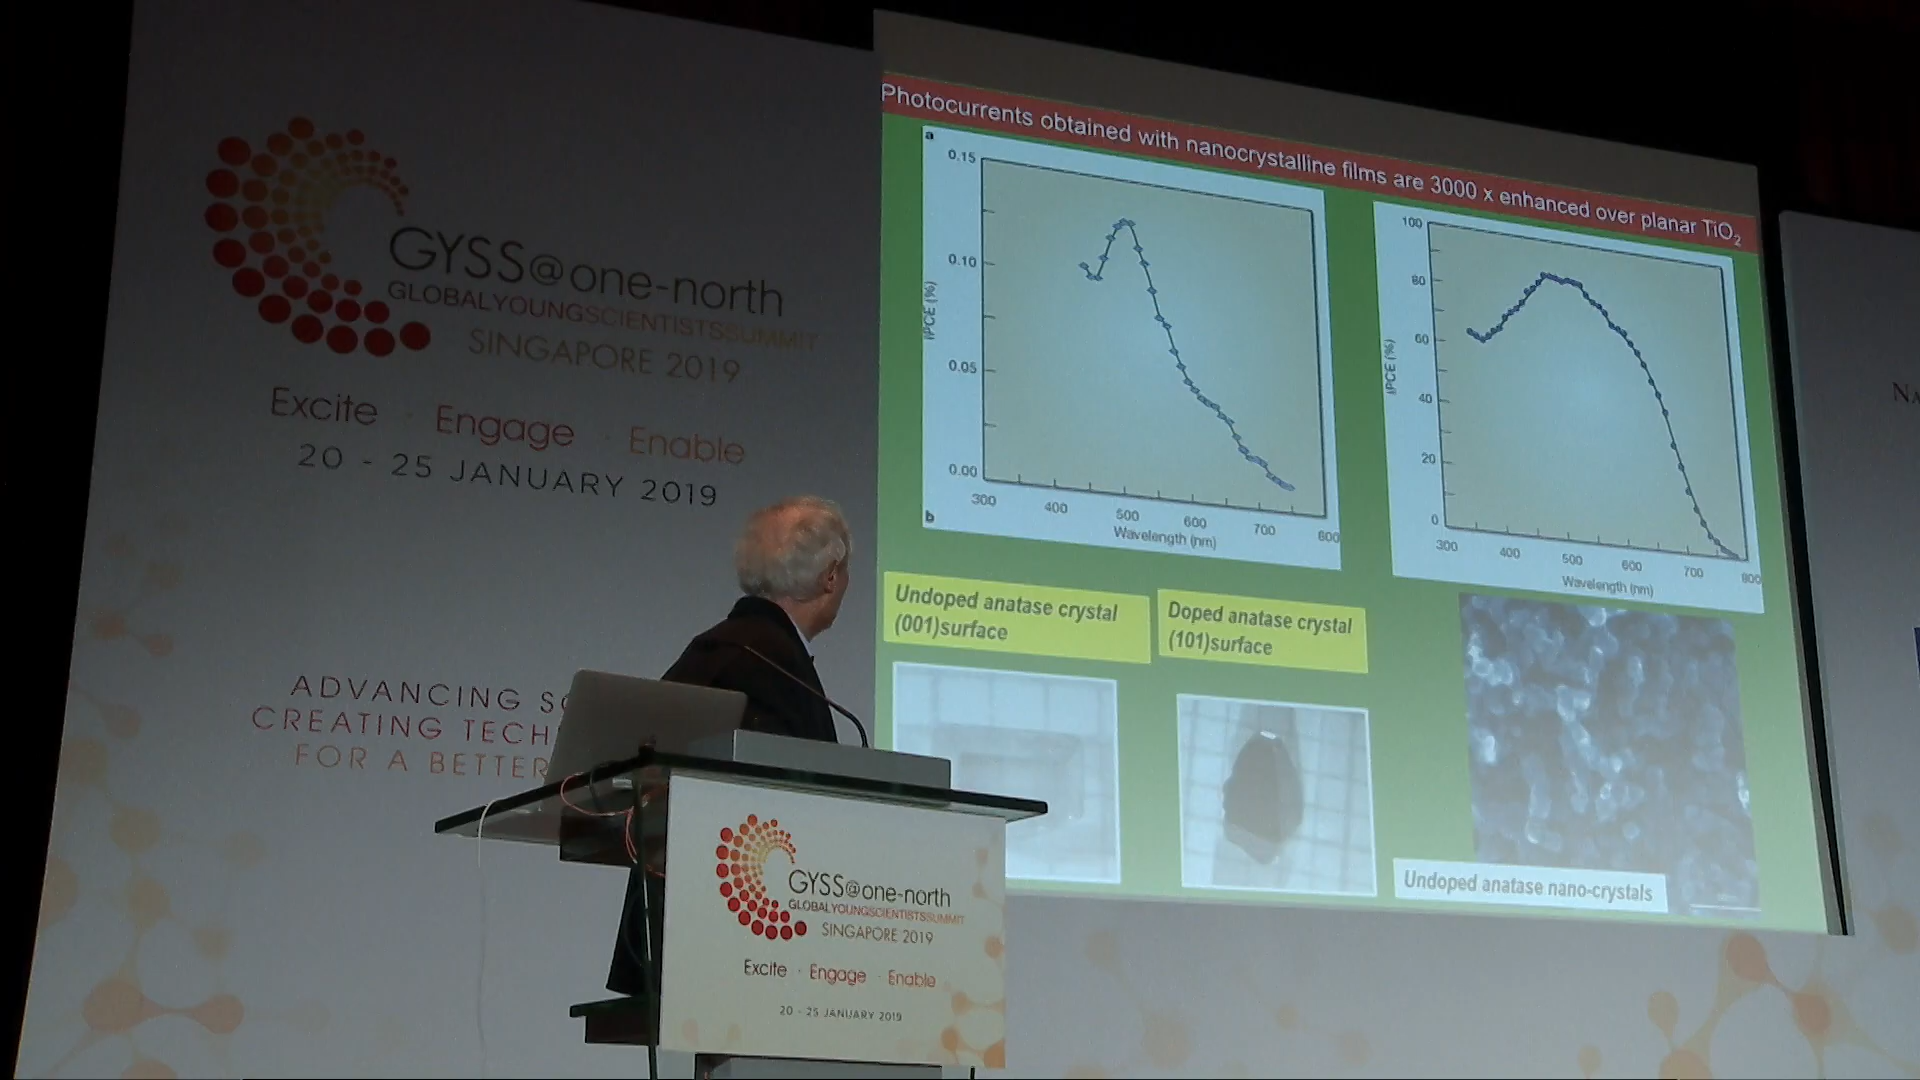 GYSS@one-north
GLOBALYOUNGSCIENTISTSSUMMIT
SINGAPORE 2019
Excite · Engage · Enable
20 - 25 JANUARY 2019
ADVANCING
CREATING
FOR A BETTER
Photocurrents obtained with nanocrystalline films are 3000 x enhanced over planar TiO2
a
0.15
0.10
0.05
0.00
IPCE (%)
300 400 500 600 700 800
Wavelength (nm)
b
100
80
60
40
20
0
IPCE (%)
300 400 500 600 700 800
Wavelength (nm)
Undoped anatase crystal
(001)surface
Doped anatase crystal
(101)surface
Undoped anatase nano-crystals
GYSS@one-north
GLOBALYOUNGSCIENTISTSSUMMIT
SINGAPORE 2019
Excite · Engage · Enable
20 - 25 JANUARY 2019